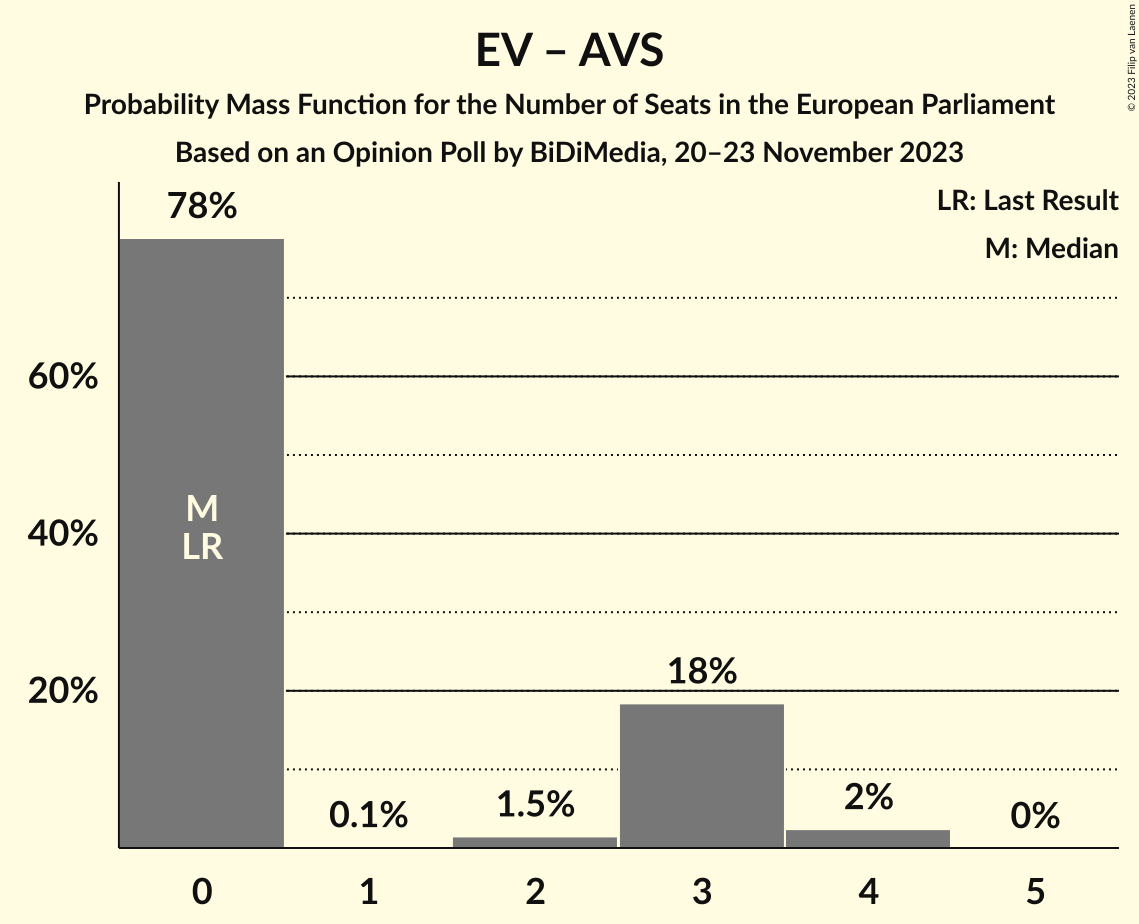 © 2023 Filip van Laenen
EV – AVS
Probability Mass Function for the Number of Seats in the European Parliament
Based on an Opinion Poll by BiDiMedia, 20–23 November 2023
LR: Last Result
M: Median
78%
60%
40%
20%
M
LR
0.1%
1.5%
18%
2%
0%
0 1 2 3 4 5